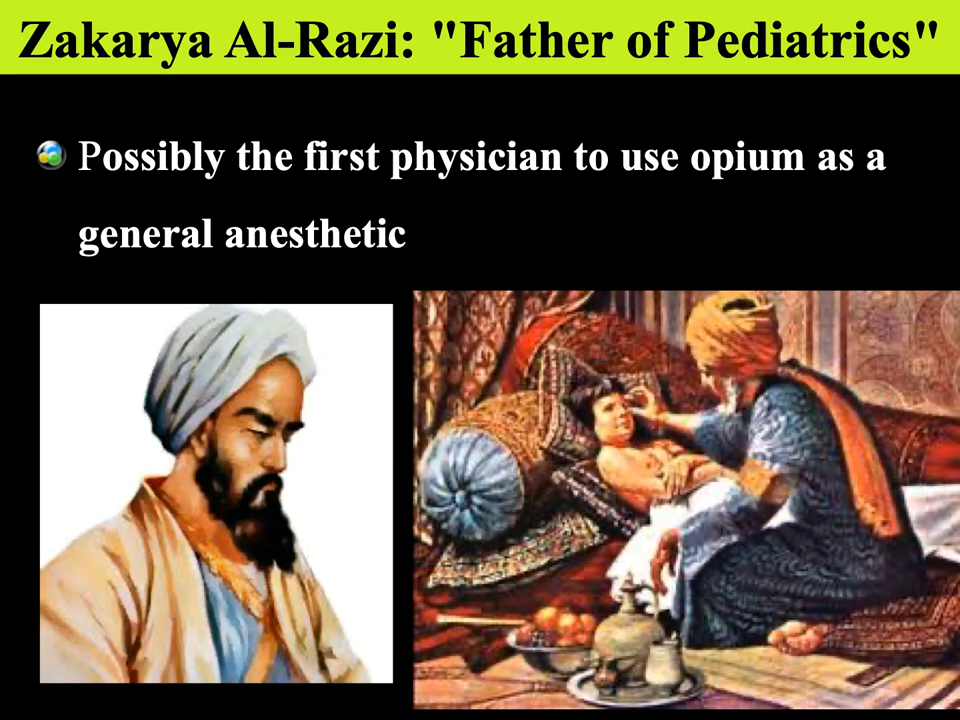 Zakarya Al-Razi: "Father of Pediatrics"
Possibly the first physician to use opium as a
general anesthetic